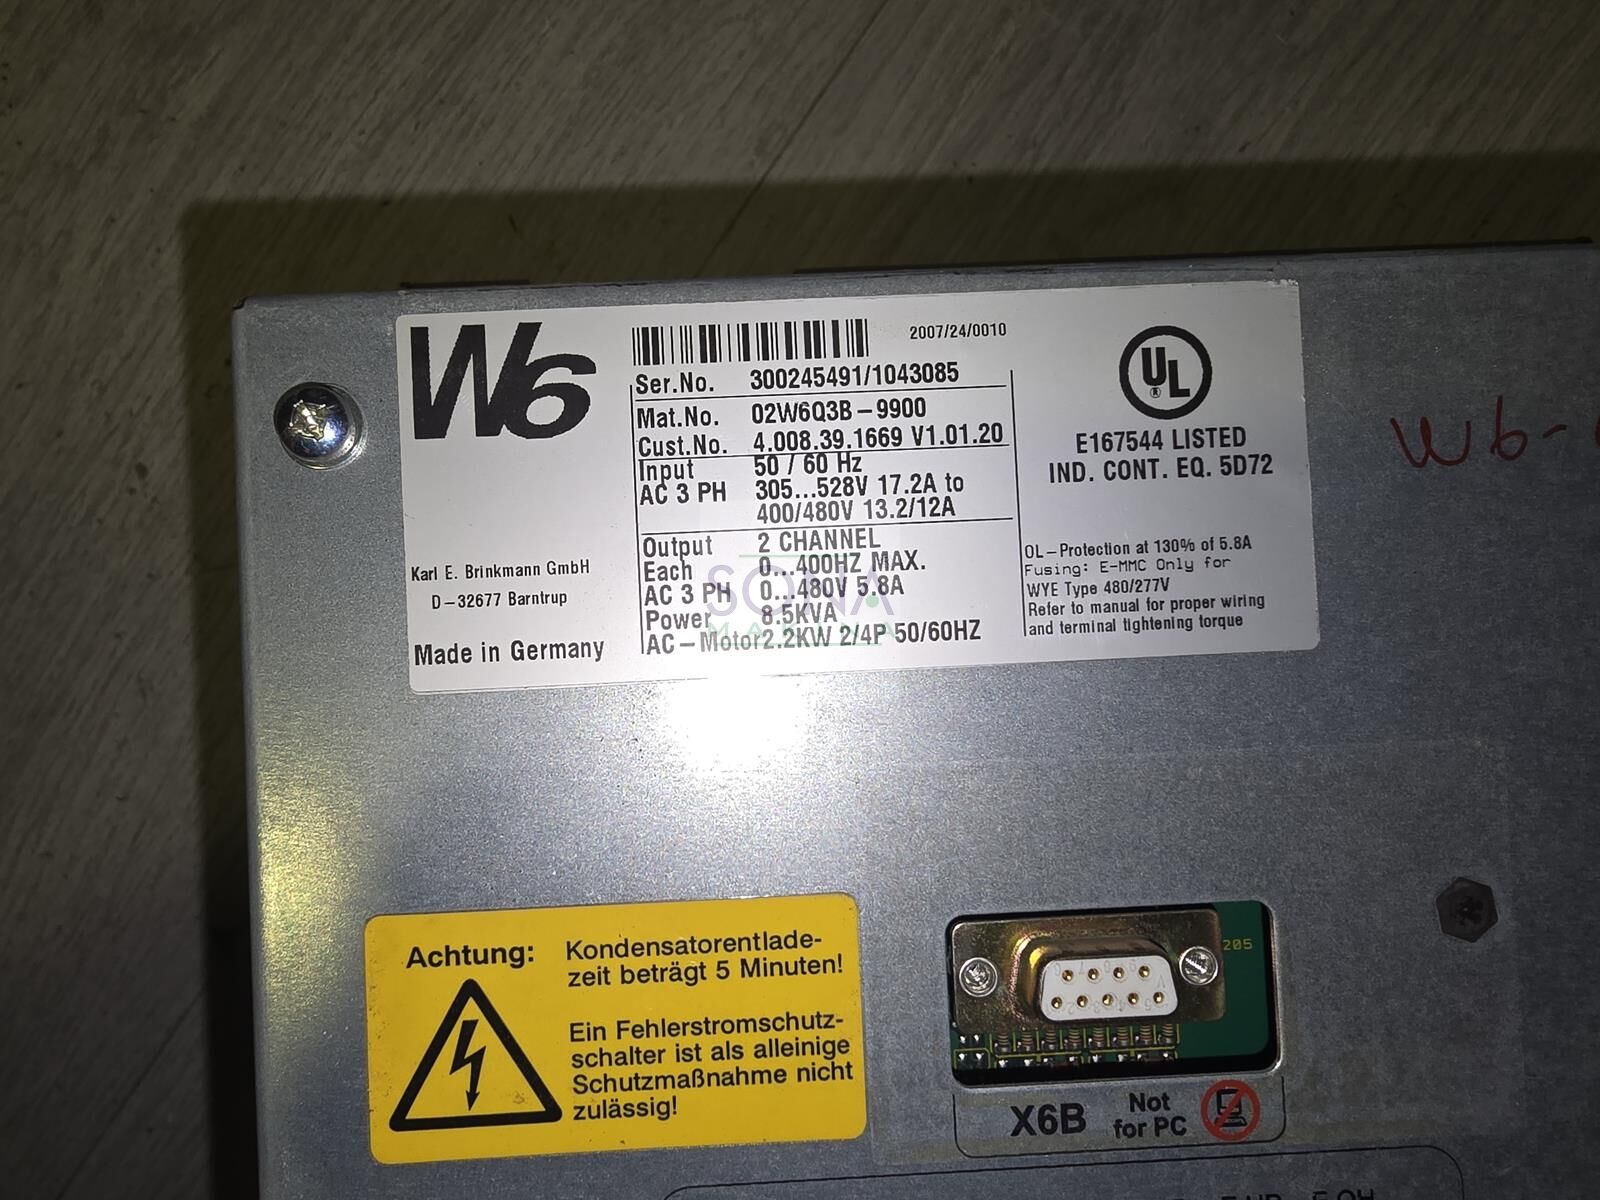 W6
2007/24/0010
Ser.No. 300245491/1043085
Mat.No. 02W6Q3B-9900
Cust.No. 4.008.39.1669 V1.01.20
Input 50 / 60 Hz
AC 3 PH 305...528V 17.2A to
400/480V 13.2/12A
Output 2 CHANNEL
Each 0...400HZ MAX.
AC 3 PH 0...480V 5.8A
Power 8.5KVA
AC-Motor 2.2KW 2/4P 50/60HZ
Karl E. Brinkmann GmbH
D-32677 Barntrup
Made in Germany
UL
®
E167544 LISTED
IND. CONT. EQ. 5D72
OL-Protection at 130% of 5.8A
Fusing: E-MMC Only for
WYE Type 480/277V
Refer to manual for proper wiring
and terminal tightening torque
SONA
MAKİNA
W6-
Achtung: Kondensatorentlade-
zeit beträgt 5 Minuten!
Ein Fehlerstromschutz-
schalter ist als alleinige
Schutzmaßnahme nicht
zulässig!
205
X6B
Not
for PC